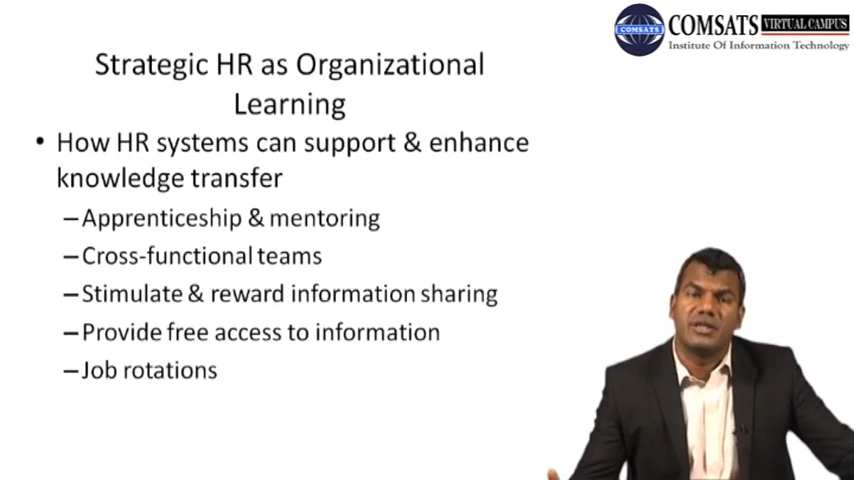 COMSATS VIRTUAL CAMPUS
COMSATS
Institute Of Information Technology
Strategic HR as Organizational
Learning
• How HR systems can support & enhance
knowledge transfer
–Apprenticeship & mentoring
–Cross-functional teams
–Stimulate & reward information sharing
–Provide free access to information
–Job rotations